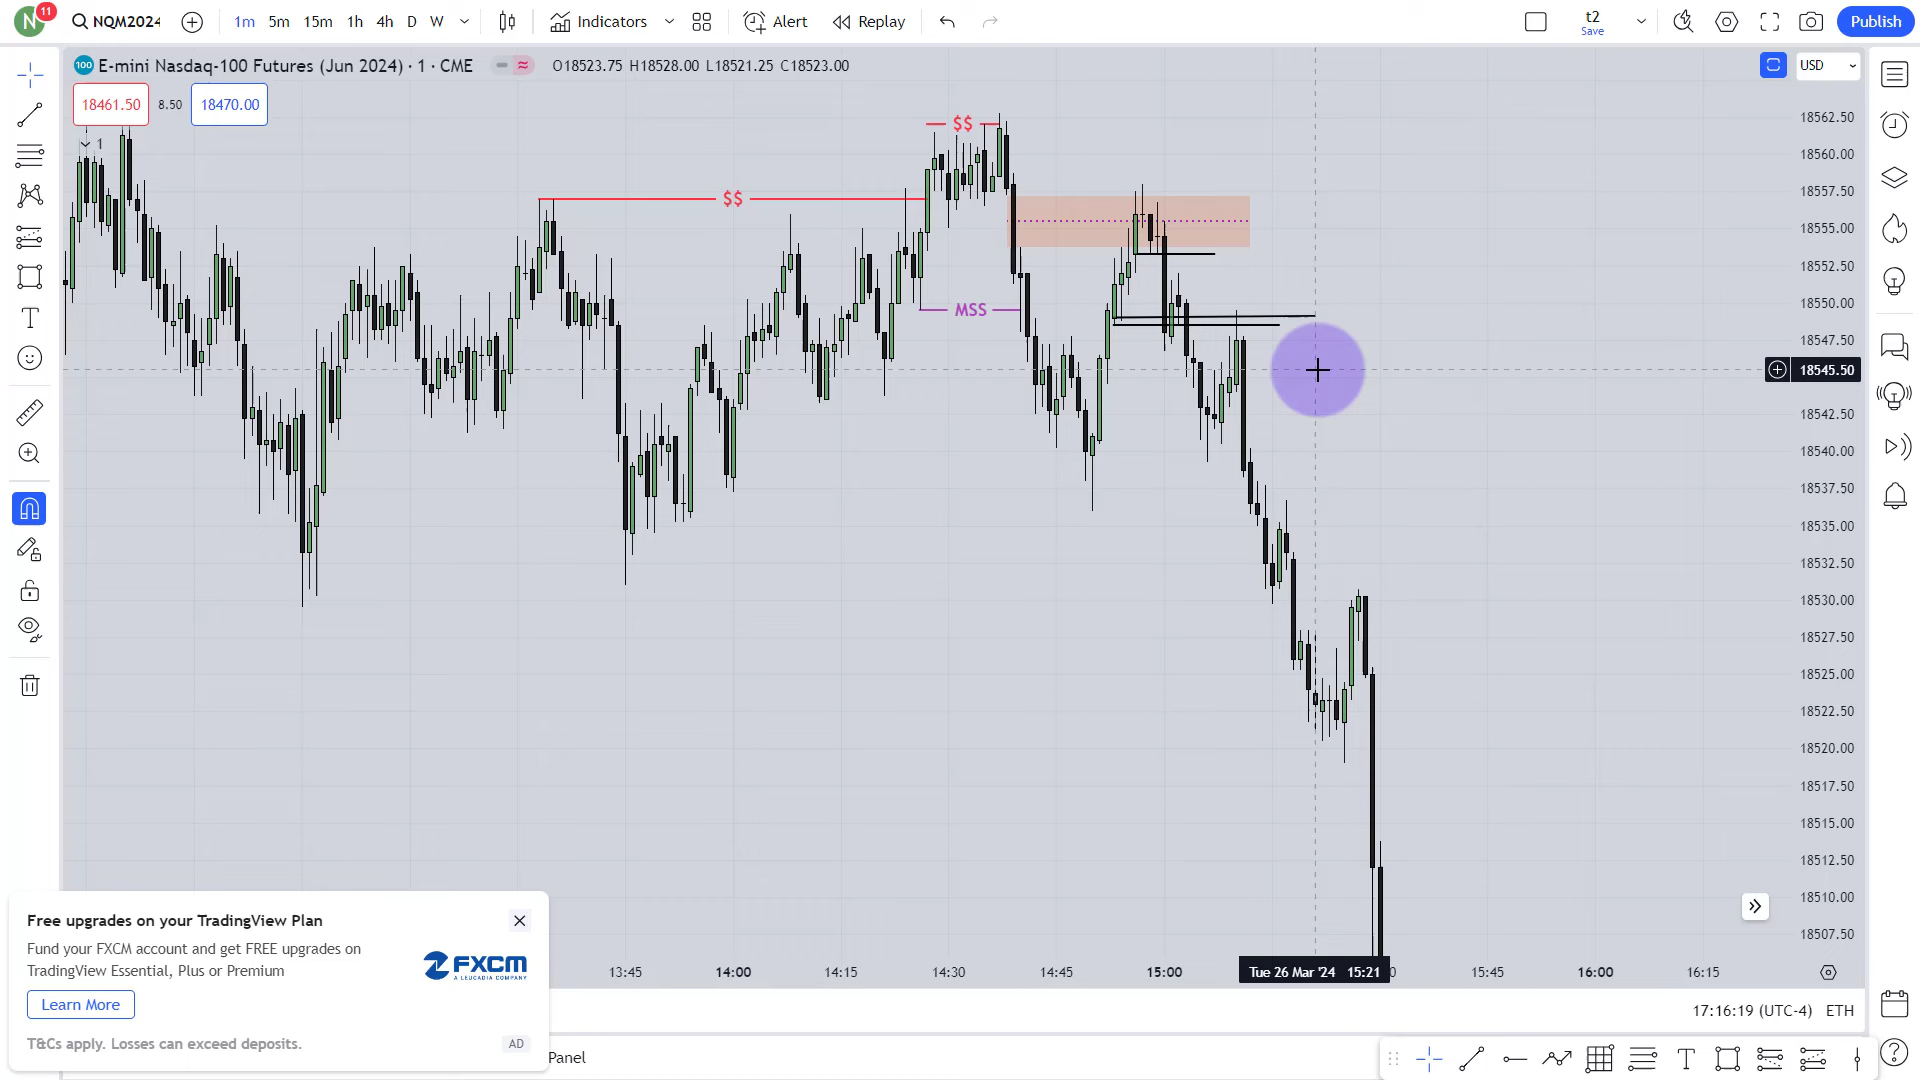 N 11 NQM2024 1m 5m 15m 1h 4h D W Indicators Alert Replay t2 Save Publish
100 E-mini Nasdaq-100 Futures (Jun 2024) · 1 · CME O18523.75 H18528.00 L18521.25 C18523.00 USD
18461.50 8.50 18470.00
1
$$
$$
MSS
18562.50
18560.00
18557.50
18555.00
18552.50
18550.00
18547.50
18545.50
18542.50
18540.00
18537.50
18535.00
18532.50
18530.00
18527.50
18525.00
18522.50
18520.00
18517.50
18515.00
18512.50
18510.00
18507.50
13:45 14:00 14:15 14:30 14:45 15:00 Tue 26 Mar '24 15:21 15:45 16:00 16:15
17:16:19 (UTC-4) ETH
Free upgrades on your TradingView Plan
Fund your FXCM account and get FREE upgrades on
TradingView Essential, Plus or Premium
FXCM
A LEUCADIA COMPANY
Learn More
T&Cs apply. Losses can exceed deposits. AD
Panel